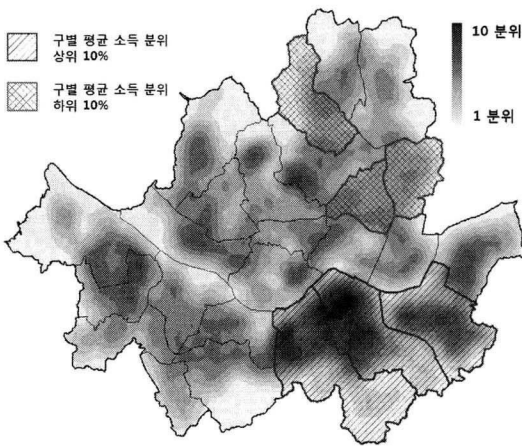 구별 평균 소득 분위
상위 10%
구별 평균 소득 분위
하위 10%
10 분위
1 분위